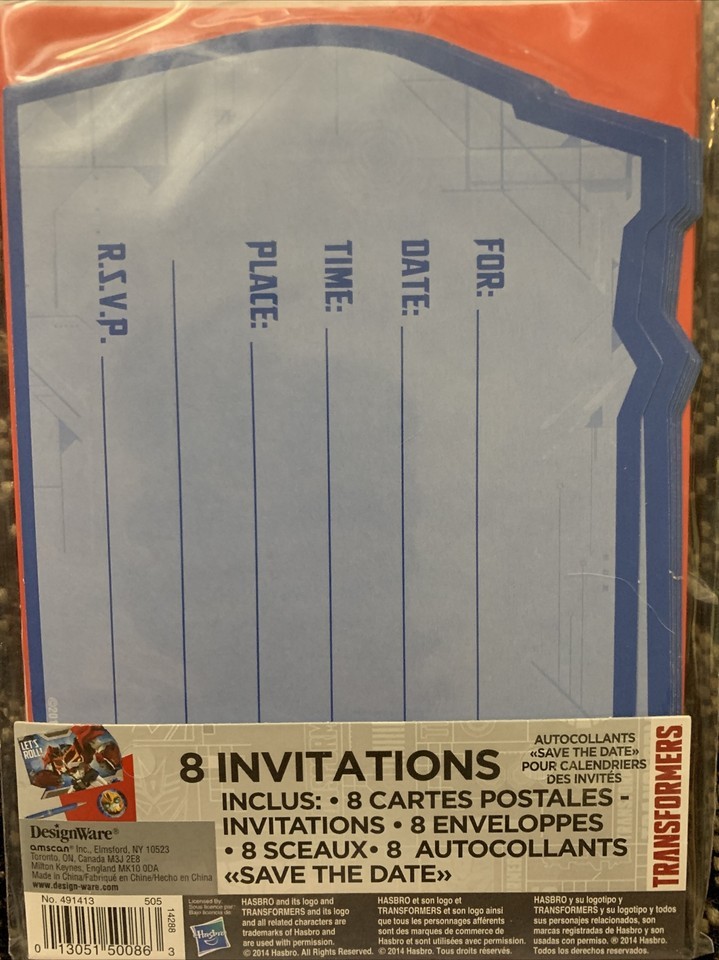 FOR:
DATE:
TIME:
PLACE:
R.S.V.P.
LET'S
ROLL!
8 INVITATIONS
AUTOCOLLANTS
«SAVE THE DATE»
POUR CALENDRIERS
DES INVITÉS
INCLUS: • 8 CARTES POSTALES -
INVITATIONS • 8 ENVELOPPES
• 8 SCEAUX• 8 AUTOCOLLANTS
«SAVE THE DATE»
TRANSFORMERS
DesignWare®
amscan® Inc., Elmsford, NY 10523
Toronto, ON, Canada M3J 2E8
Milton Keynes, England MK10 0DA
Made in China/Fabriqué en Chine/Hecho en China
www.design-ware.com
No. 491413 505
14288
0 13051 50086 3
Licensed By:
Sous licence par:
Bajo licencia de:
Hasbro
HASBRO and its logo and
TRANSFORMERS and its logo
and all related characters are
trademarks of Hasbro and
are used with permission.
© 2014 Hasbro. All Rights Reserved.
HASBRO et son logo et
TRANSFORMERS et son logo ainsi
que tous les personnages afférents
sont des marques de commerce de
Hasbro et sont utilisées avec permission.
© 2014 Hasbro. Tous droits réservés.
HASBRO y su logotipo y
TRANSFORMERS y su logotipo y todos
sus personajes relacionados, son
marcas registradas de Hasbro y son
usadas con permiso. ® 2014 Hasbro.
Todos los derechos reservados.